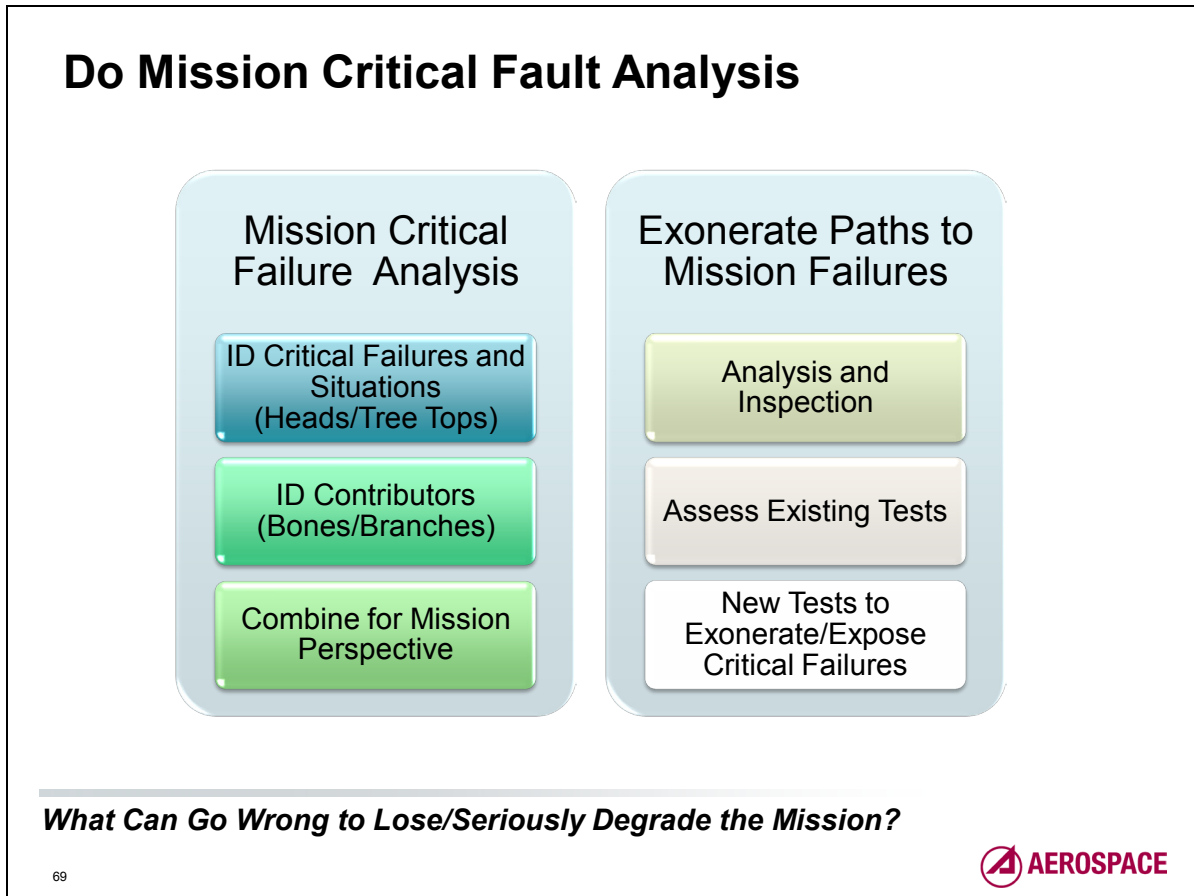 Do Mission Critical Fault Analysis
Mission Critical
Failure  Analysis
ID Critical Failures and
Situations
(Heads/Tree Tops)
ID Contributors
(Bones/Branches)
Combine for Mission
Perspective
Exonerate Paths to
Mission Failures
Analysis and
Inspection
Assess Existing Tests
New Tests to
Exonerate/Expose
Critical Failures
What Can Go Wrong to Lose/Seriously Degrade the Mission?
69
AEROSPACE